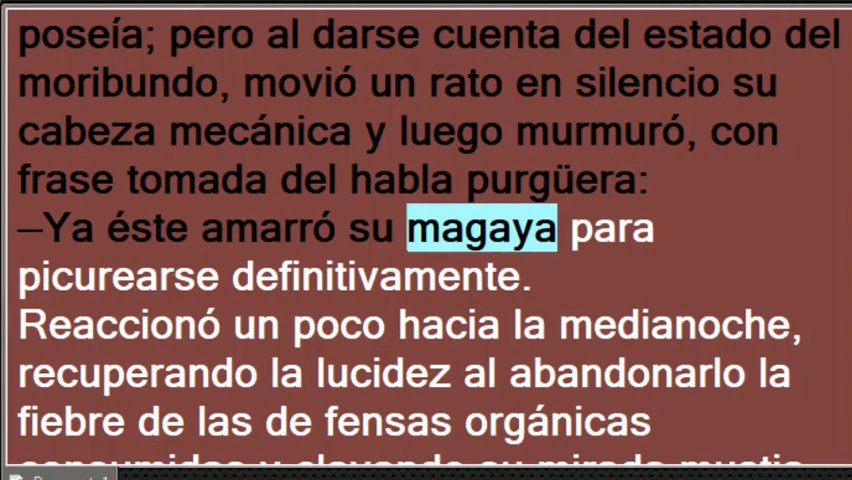 poseía; pero al darse cuenta del estado del
moribundo, movió un rato en silencio su
cabeza mecánica y luego murmuró, con
frase tomada del habla purgüera:
–Ya éste amarró su magaya para
picurearse definitivamente.
Reaccionó un poco hacia la medianoche,
recuperando la lucidez al abandonarlo la
fiebre de las de fensas orgánicas